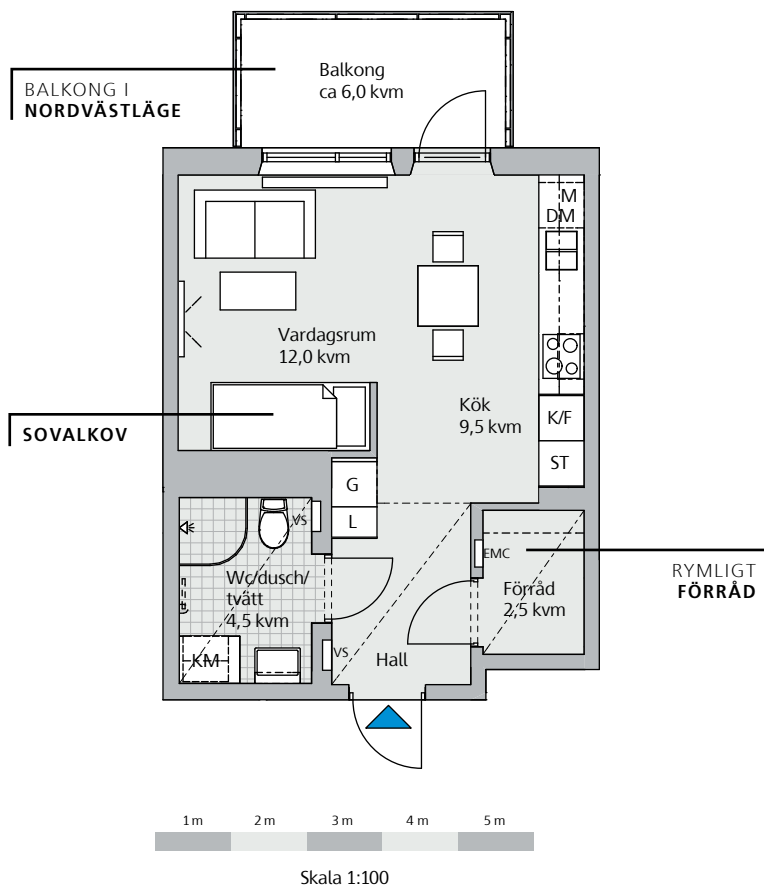 Balkong
ca 6,0 kvm
BALKONG I
NORDVÄSTLÄGE
M
DM
Vardagsrum
12,0 kvm
Kök
9,5 kvm
K/F
SOVALKOV
ST
G
L
VS
EMC
RYMLIGT
FÖRRÅD
Wc/dusch/
tvätt
4,5 kvm
Förråd
2,5 kvm
KM
VS
Hall
1 m 2 m 3 m 4 m 5 m
Skala 1:100